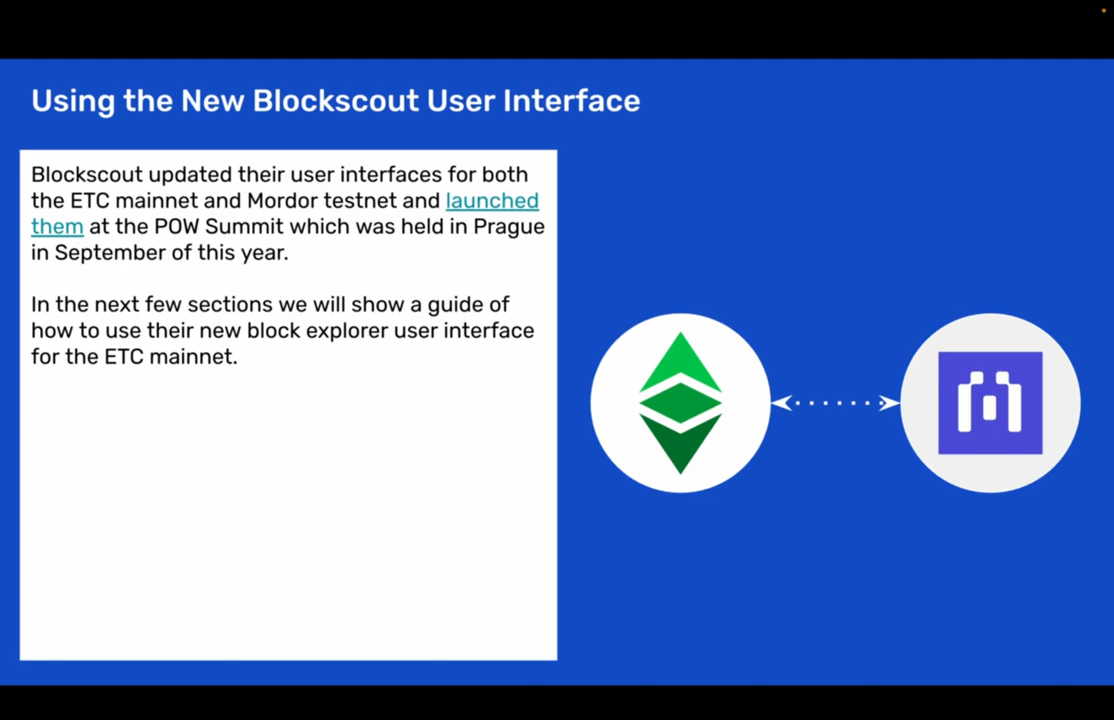 Using the New Blockscout User Interface
Blockscout updated their user interfaces for both
the ETC mainnet and Mordor testnet and launched
them at the POW Summit which was held in Prague
in September of this year.
In the next few sections we will show a guide of
how to use their new block explorer user interface
for the ETC mainnet.